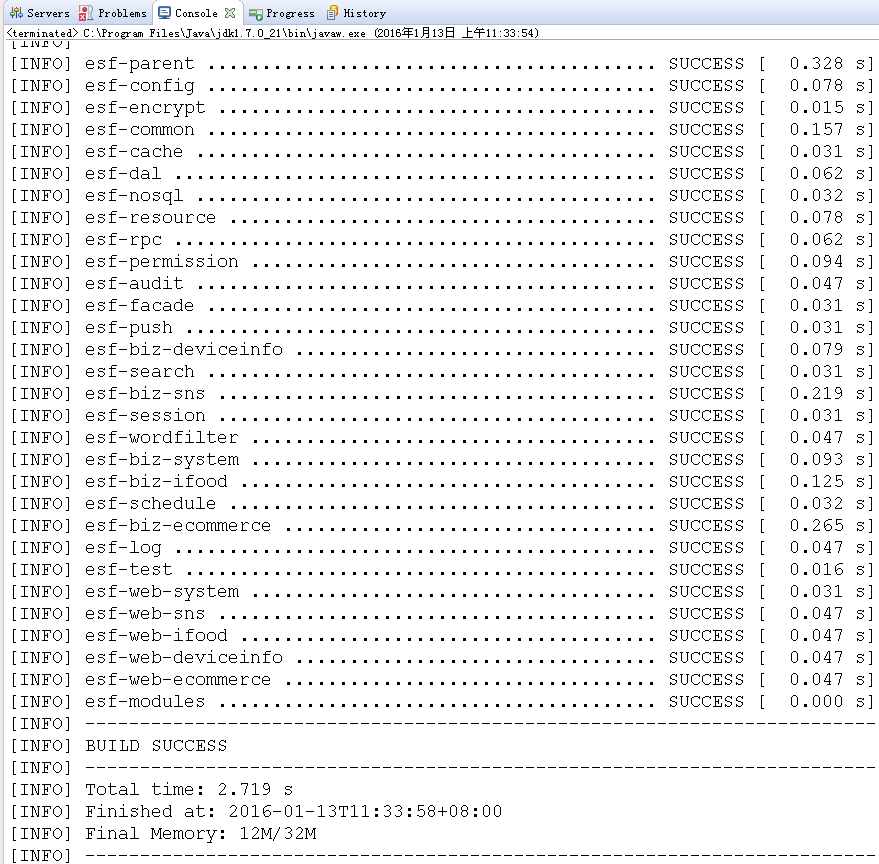 Servers Problems Console Progress History
<terminated> C:\Program Files\Java\jdk1.7.0_21\bin\javaw.exe (2016年1月13日 上午11:33:54)
[INFO]
[INFO] esf-parent ......................................... SUCCESS [  0.328 s]
[INFO] esf-config ......................................... SUCCESS [  0.078 s]
[INFO] esf-encrypt ........................................ SUCCESS [  0.015 s]
[INFO] esf-common ......................................... SUCCESS [  0.157 s]
[INFO] esf-cache .......................................... SUCCESS [  0.031 s]
[INFO] esf-dal ............................................ SUCCESS [  0.062 s]
[INFO] esf-nosql .......................................... SUCCESS [  0.032 s]
[INFO] esf-resource ....................................... SUCCESS [  0.078 s]
[INFO] esf-rpc ............................................ SUCCESS [  0.062 s]
[INFO] esf-permission ..................................... SUCCESS [  0.094 s]
[INFO] esf-audit .......................................... SUCCESS [  0.047 s]
[INFO] esf-facade ......................................... SUCCESS [  0.031 s]
[INFO] esf-push ........................................... SUCCESS [  0.031 s]
[INFO] esf-biz-deviceinfo ................................. SUCCESS [  0.079 s]
[INFO] esf-search ......................................... SUCCESS [  0.031 s]
[INFO] esf-biz-sns ........................................ SUCCESS [  0.219 s]
[INFO] esf-session ........................................ SUCCESS [  0.031 s]
[INFO] esf-wordfilter ..................................... SUCCESS [  0.047 s]
[INFO] esf-biz-system ..................................... SUCCESS [  0.093 s]
[INFO] esf-biz-ifood ...................................... SUCCESS [  0.125 s]
[INFO] esf-schedule ....................................... SUCCESS [  0.032 s]
[INFO] esf-biz-ecommerce .................................. SUCCESS [  0.265 s]
[INFO] esf-log ............................................ SUCCESS [  0.047 s]
[INFO] esf-test ........................................... SUCCESS [  0.016 s]
[INFO] esf-web-system ..................................... SUCCESS [  0.031 s]
[INFO] esf-web-sns ........................................ SUCCESS [  0.047 s]
[INFO] esf-web-ifood ...................................... SUCCESS [  0.047 s]
[INFO] esf-web-deviceinfo ................................. SUCCESS [  0.047 s]
[INFO] esf-web-ecommerce .................................. SUCCESS [  0.047 s]
[INFO] esf-modules ........................................ SUCCESS [  0.000 s]
[INFO] ------------------------------------------------------------------------
[INFO] BUILD SUCCESS
[INFO] ------------------------------------------------------------------------
[INFO] Total time: 2.719 s
[INFO] Finished at: 2016-01-13T11:33:58+08:00
[INFO] Final Memory: 12M/32M
[INFO] ------------------------------------------------------------------------